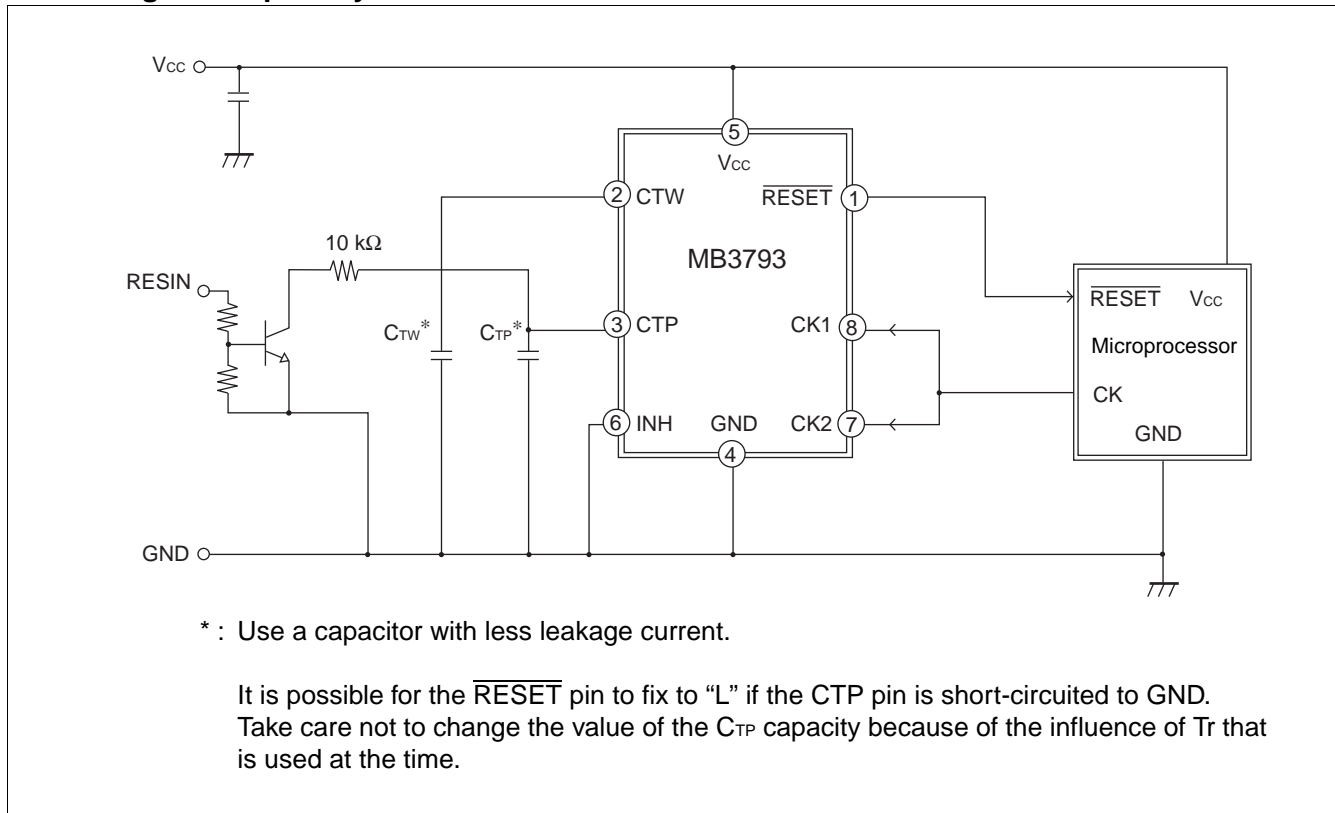 Vcc
5
Vcc
2 CTW
RESET 1
10 kΩ
MB3793
RESIN
RESET Vcc
3 CTP
CK1 8
CTW*
CTP*
Microprocessor
CK
6 INH
GND
CK2 7
GND
4
GND
* : Use a capacitor with less leakage current.
It is possible for the RESET pin to fix to “L” if the CTP pin is short-circuited to GND.
Take care not to change the value of the CTP capacity because of the influence of Tr that
is used at the time.